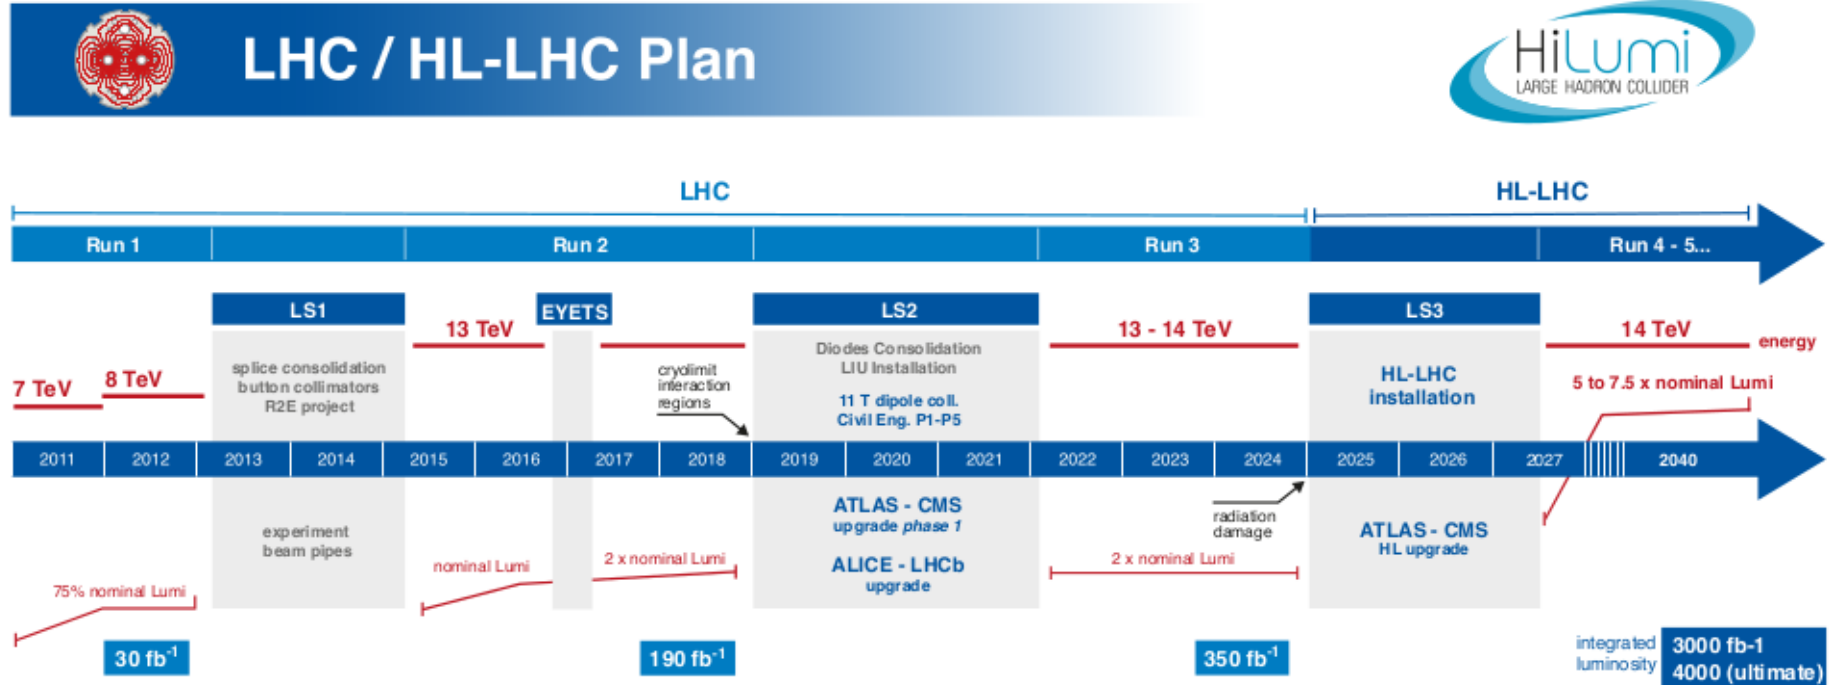 LHC / HL-LHC Plan
HiLumi
LARGE HADRON COLLIDER
LHC
HL-LHC
Run 1
Run 2
Run 3
Run 4 - 5...
LS1
EYETS
LS2
LS3
13 TeV
13 - 14 TeV
14 TeV
energy
7 TeV
8 TeV
splice consolidation
button collimators
R2E project
cryolimit
interaction
regions
Diodes Consolidation
LIU Installation
11 T dipole coll.
Civil Eng. P1-P5
HL-LHC
installation
5 to 7.5 x nominal Lumi
2011
2012
2013
2014
2015
2016
2017
2018
2019
2020
2021
2022
2023
2024
2025
2026
2027
2040
experiment
beam pipes
ATLAS - CMS
upgrade phase 1
ALICE - LHCb
upgrade
radiation
damage
ATLAS - CMS
HL upgrade
75% nominal Lumi
nominal Lumi
2 x nominal Lumi
2 x nominal Lumi
30 fb-1
190 fb-1
350 fb-1
integrated
luminosity
3000 fb-1
4000 (ultimate)